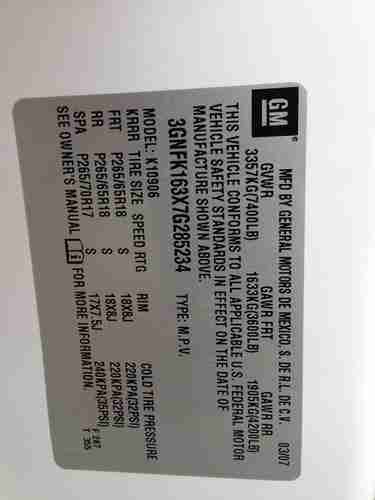 GM
MFD BY GENERAL MOTORS DE MEXICO, S. DE R.L. DE C.V. 03/07
GVWR GAWR FRT GAWR RR
3357KG(7400LB) 1633KG(3600LB) 1905KG(4200LB)
THIS VEHICLE CONFORMS TO ALL APPLICABLE U.S. FEDERAL MOTOR
VEHICLE SAFETY STANDARDS IN EFFECT ON THE DATE OF
MANUFACTURE SHOWN ABOVE.
3GNFK163X7G285234 TYPE: M.P.V.
MODEL: K10906
KRRR TIRE SIZE SPEED RTG RIM COLD TIRE PRESSURE
FRT P265/65R18 S 18X8J 220KPA(32PSI)
RR P265/65R18 S 18X8J 220KPA(32PSI)
SPA P265/70R17 S 17X7.5J 240KPA(35PSI)
SEE OWNER'S MANUAL FOR MORE INFORMATION.
F 287
T 355